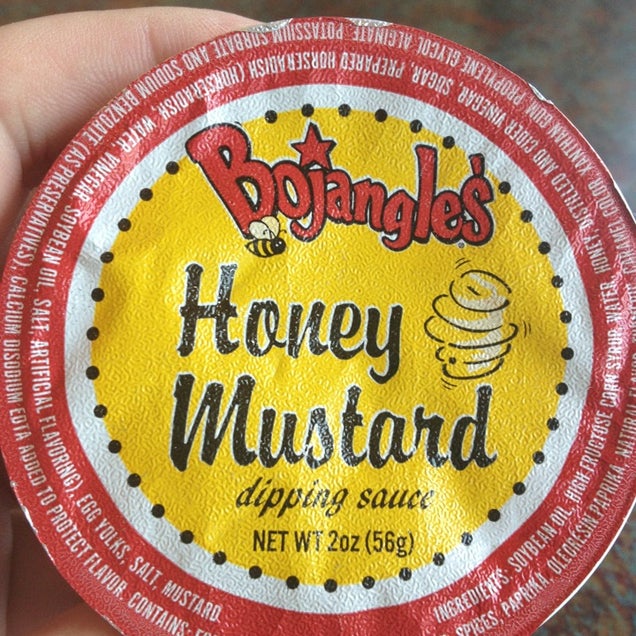 Bojangles'
Honey
Mustard
dipping sauce
NET WT 2oz (56g)
INGREDIENTS: SOYBEAN OIL, HIGH FRUCTOSE CORN SYRUP, WATER, HONEY, DISTILLED AND CIDER VINEGAR, SUGAR, PREPARED HORSERADISH (HORSERADISH, WATER, VINEGAR, SOYBEAN OIL, SALT, ARTIFICIAL FLAVORING), EGG YOLKS, SALT, MUSTARD
SPICES, PAPRIKA, OLEORESIN PAPRIKA, NATURAL COLOR, XANTHAN GUM, PROPYLENE GLYCOL ALGINATE, POTASSIUM SORBATE AND SODIUM BENZOATE (AS PRESERVATIVES), CALCIUM DISODIUM EDTA ADDED TO PROTECT FLAVOR. CONTAINS: